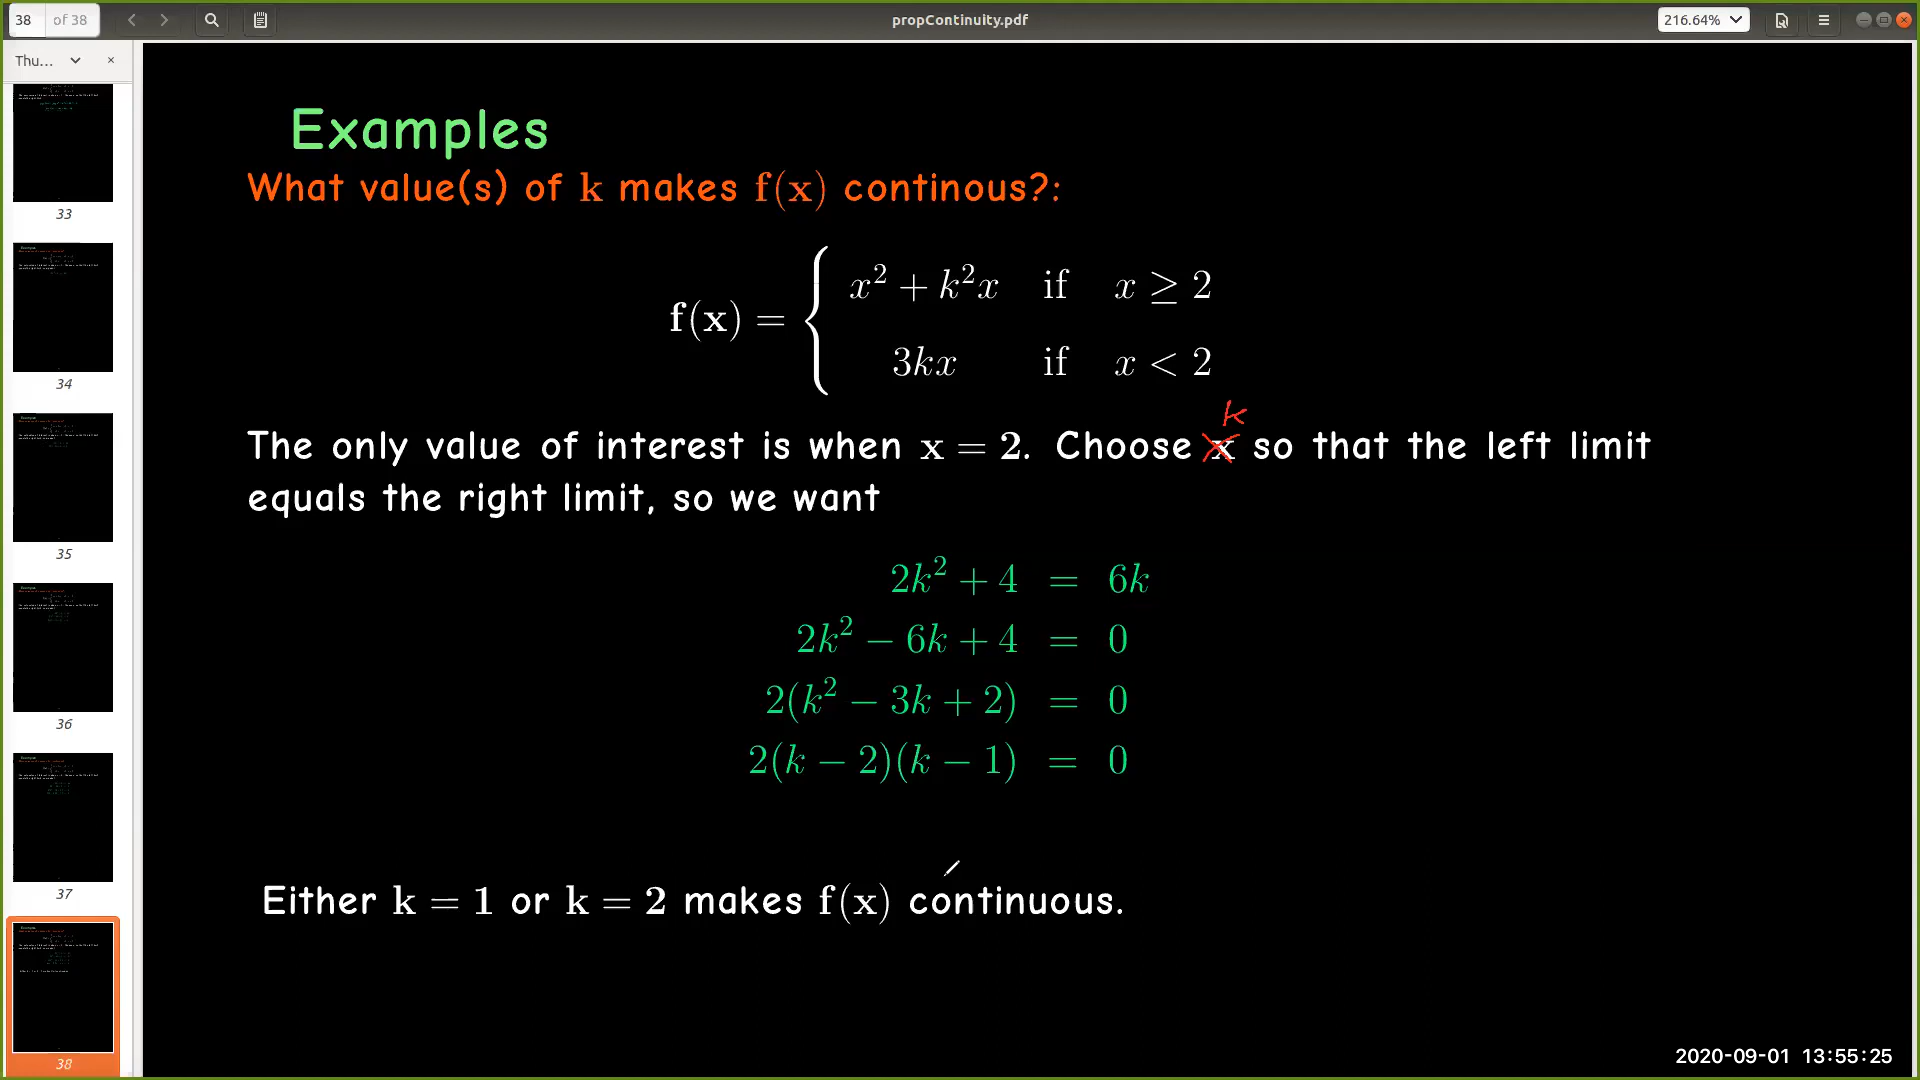 38 of 38
propContinuity.pdf
216.64%
Thu...
33
34
35
36
37
38
Examples
What value(s) of k makes f(x) continous?:
f(x) = { x² + k²x if x ≥ 2
3kx if x < 2
k
The only value of interest is when x = 2. Choose x so that the left limit
equals the right limit, so we want
2k² + 4 = 6k
2k² − 6k + 4 = 0
2(k² − 3k + 2) = 0
2(k − 2)(k − 1) = 0
Either k = 1 or k = 2 makes f(x) continuous.
2020-09-01 13:55:25